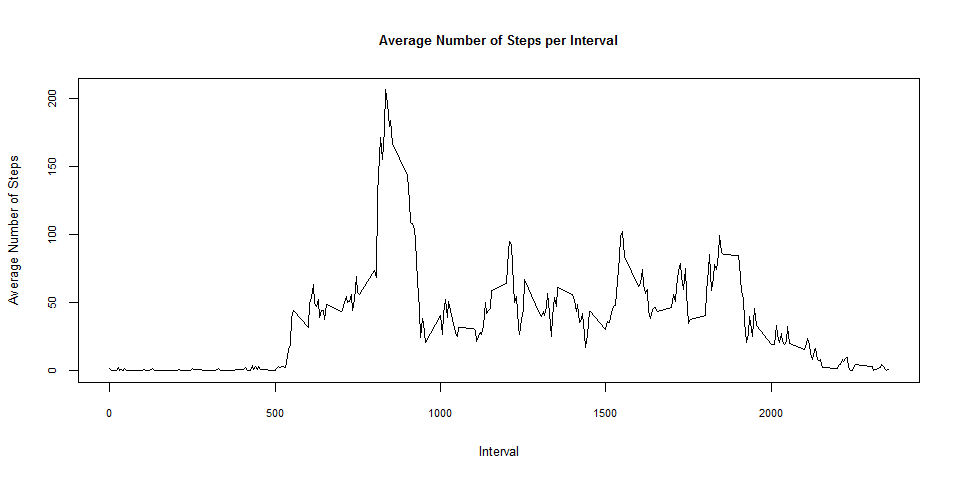 Average Number of Steps per Interval
Average Number of Steps
200
150
100
50
0
0 500 1000 1500 2000
Interval